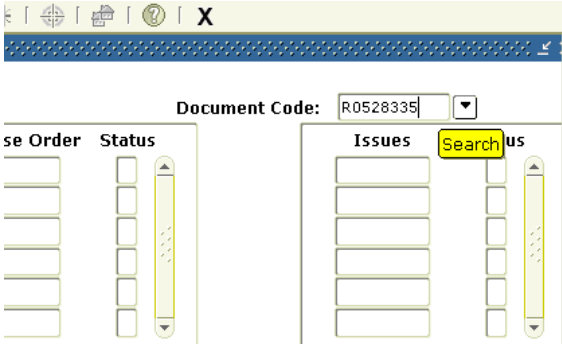 X
Document Code: R0528335
se Order Status Issues us
Search